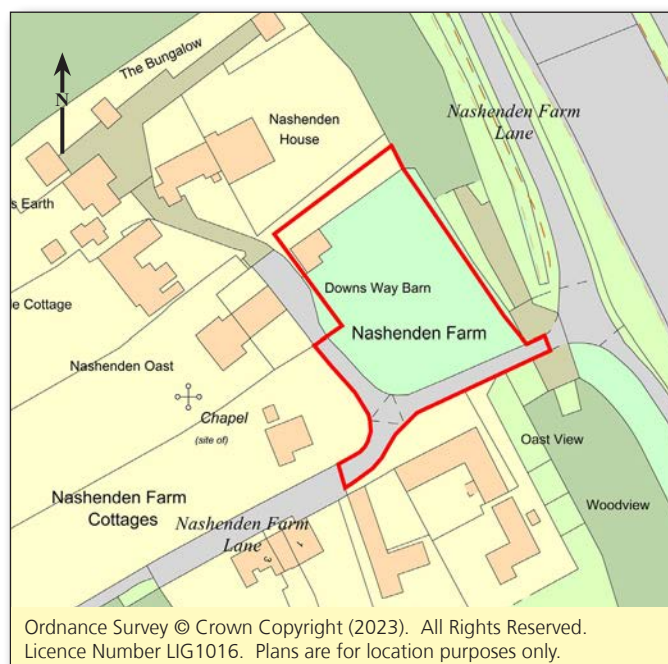 The Bungalow
N
Nashenden
House
Nashenden Farm
Lane
s Earth
Downs Way Barn
e Cottage
Nashenden Farm
Nashenden Oast
Chapel
(site of)
Oast View
Nashenden Farm
Cottages
Woodview
Nashenden Farm
Lane
1
3
Ordnance Survey © Crown Copyright (2023). All Rights Reserved.
Licence Number LIG1016. Plans are for location purposes only.